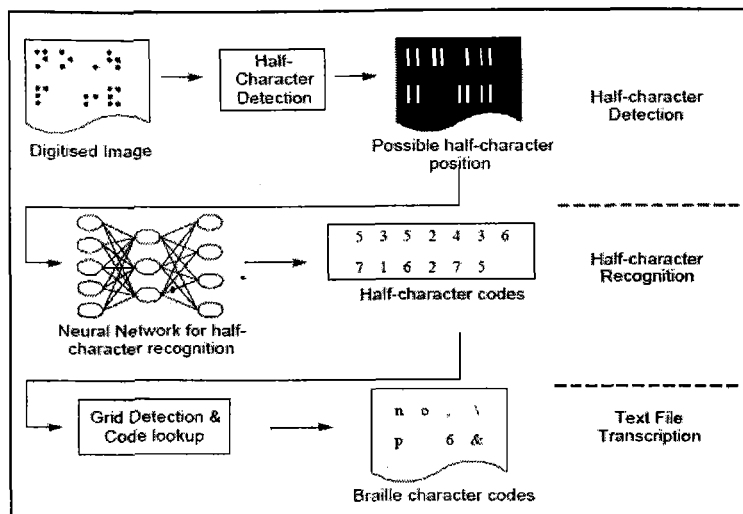 Half-
Character
Detection
Digitised Image
Possible half-character
position
Half-character
Detection
5 3 5 2 4 3 6
7 1 6 2 7 5
Half-character codes
Neural Network for half-
character recognition
Half-character
Recognition
Grid Detection &
Code lookup
n o , \
p 6 &
Braille character codes
Text File
Transcription